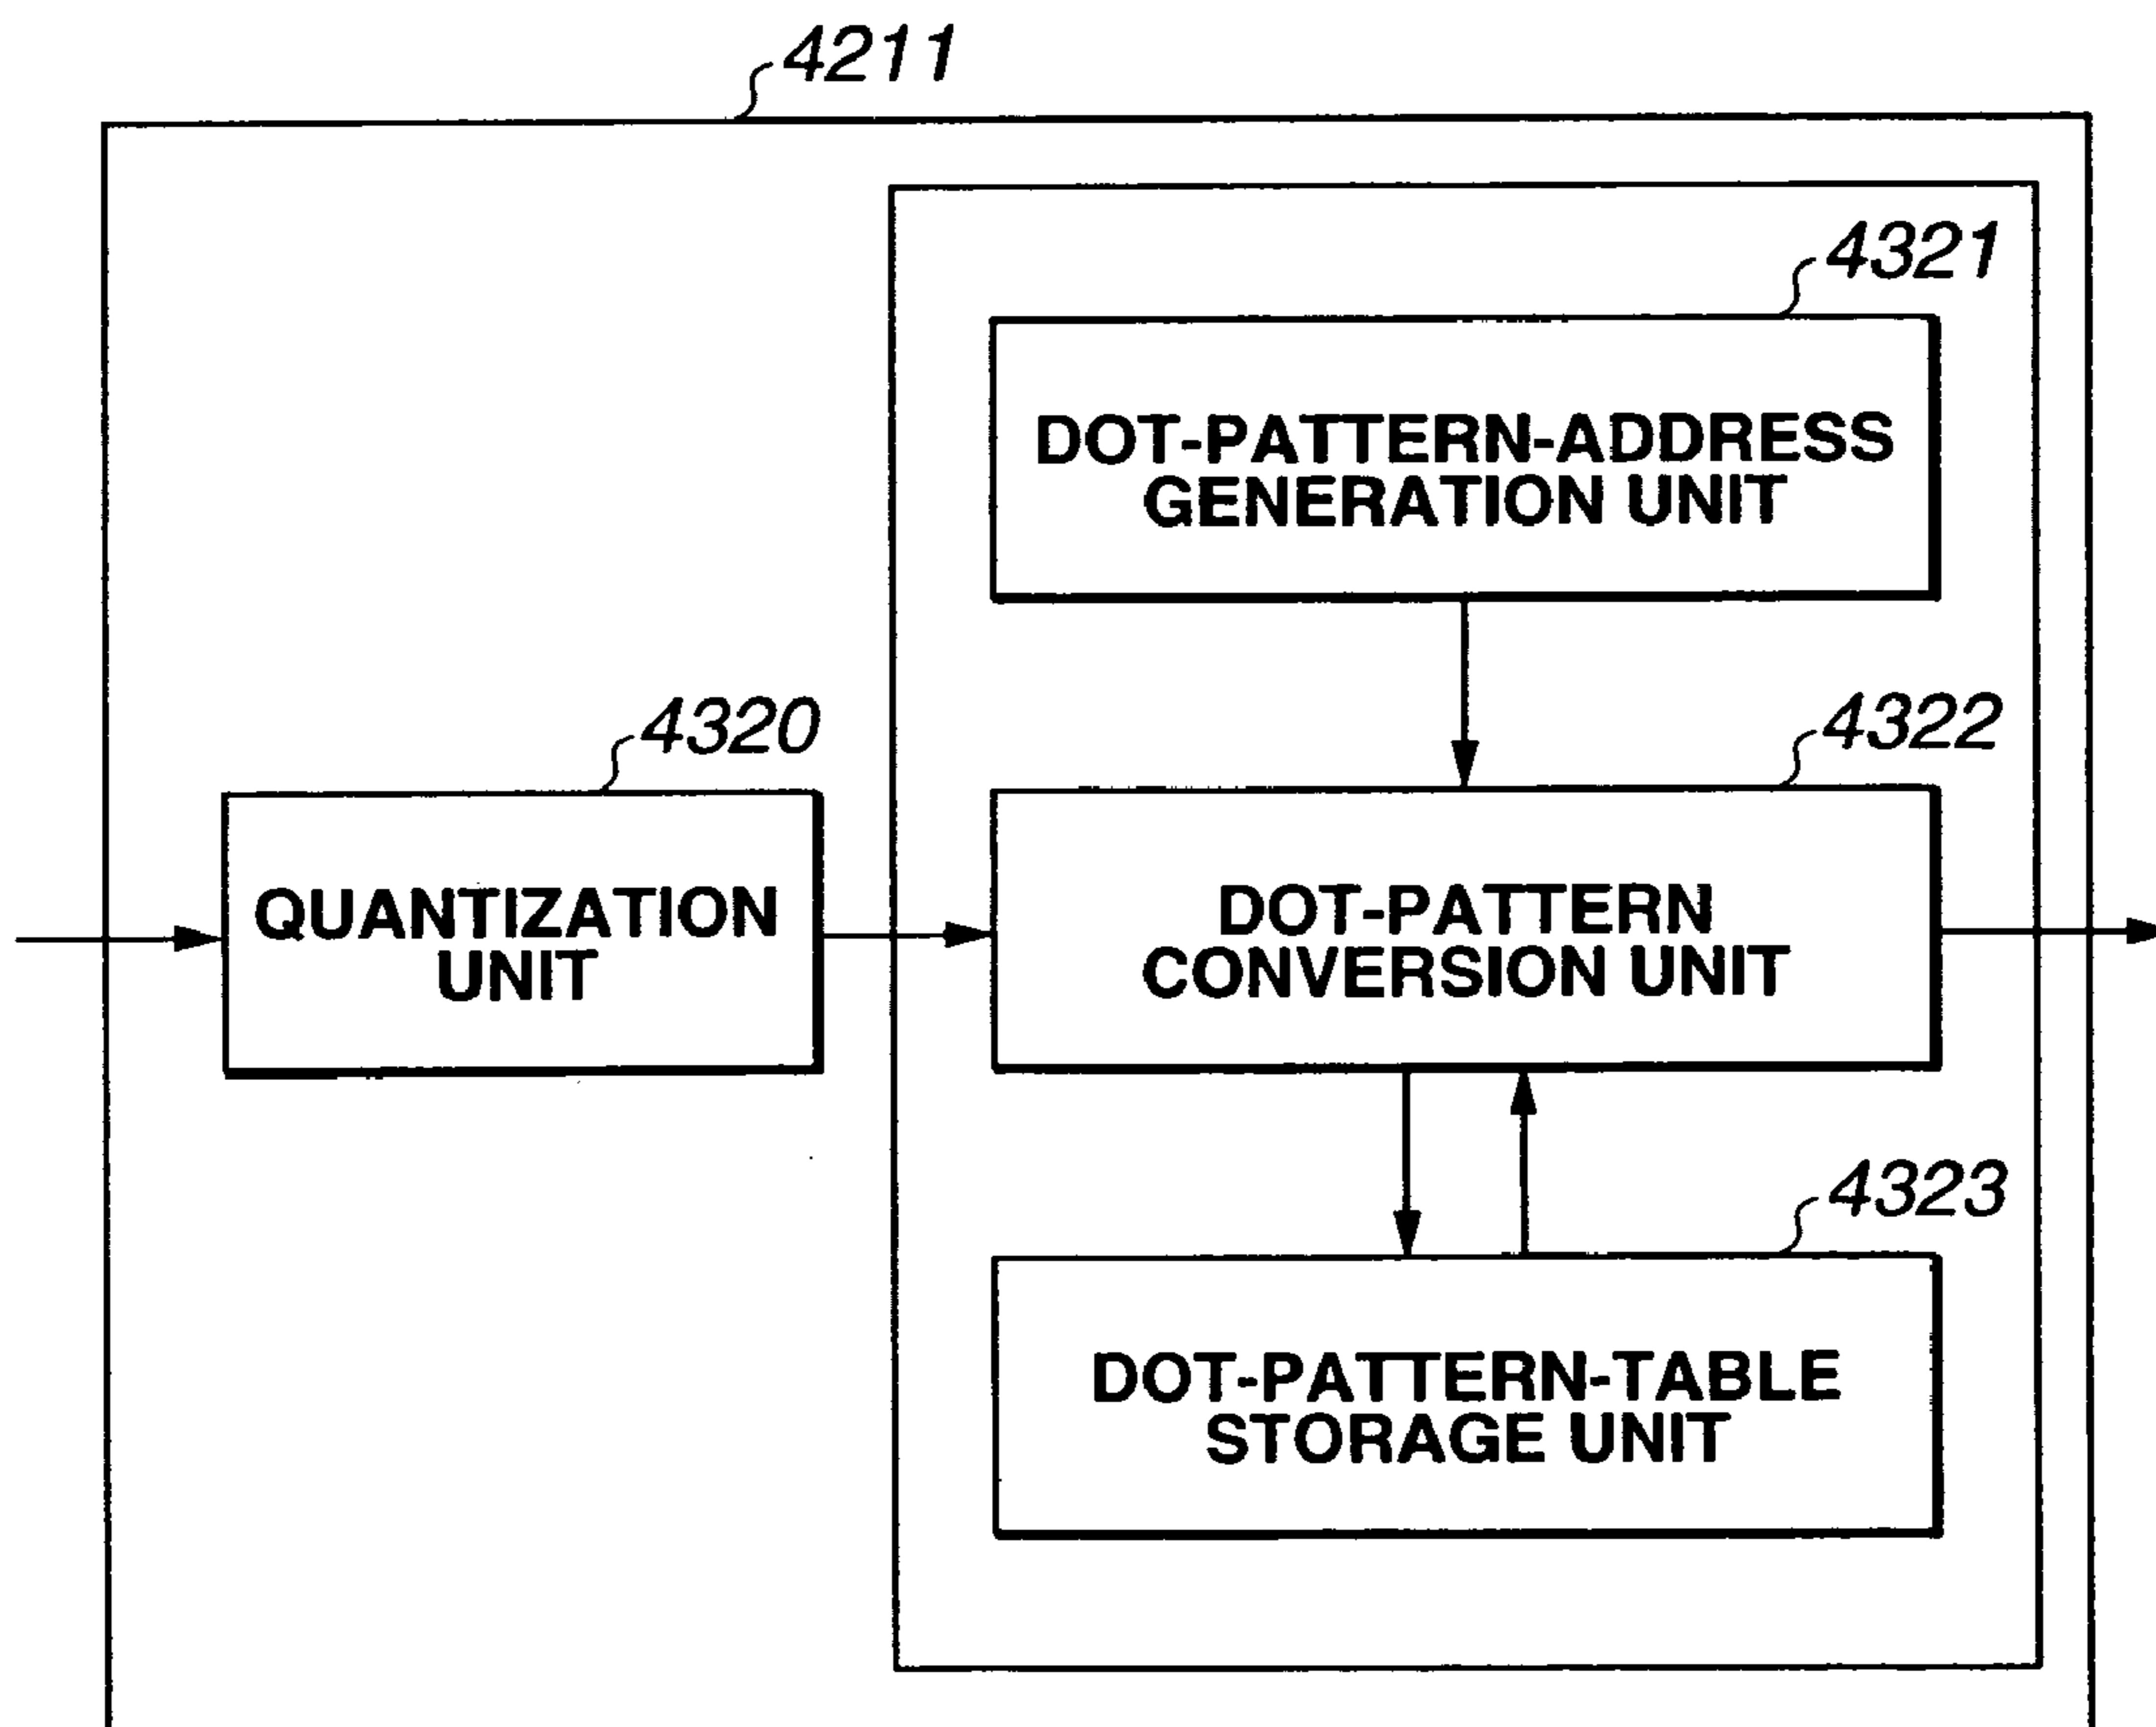 4211
4321
DOT-PATTERN-ADDRESS
GENERATION UNIT
4320
4322
QUANTIZATION
UNIT
DOT-PATTERN
CONVERSION UNIT
4323
DOT-PATTERN-TABLE
STORAGE UNIT